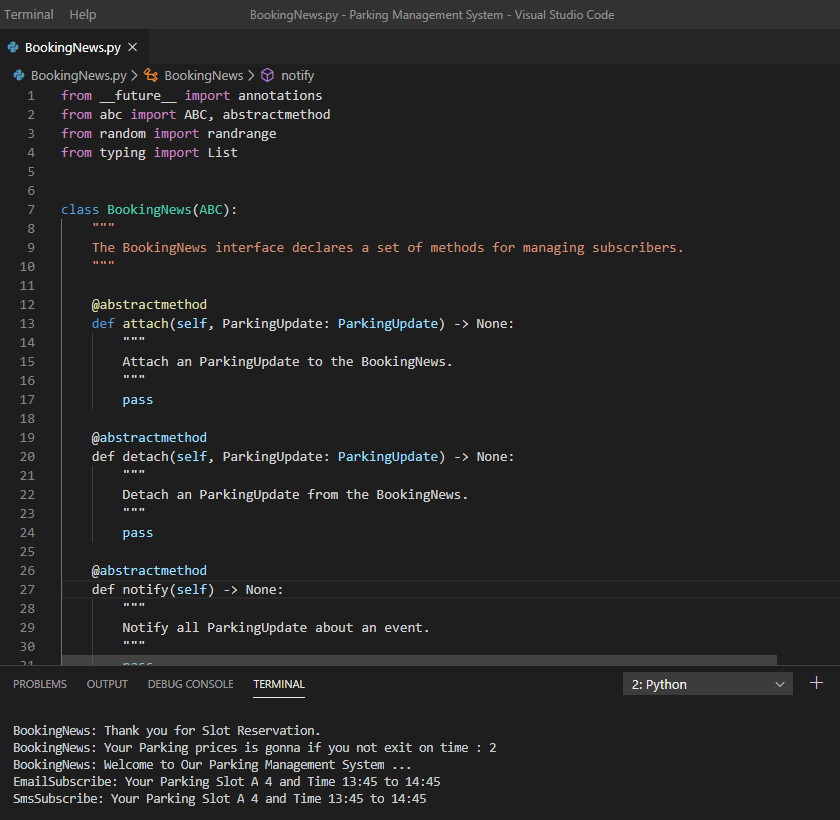 Terminal Help BookingNews.py - Parking Management System - Visual Studio Code
BookingNews.py
BookingNews.py > BookingNews > notify
1 from __future__ import annotations
2 from abc import ABC, abstractmethod
3 from random import randrange
4 from typing import List
5
6
7 class BookingNews(ABC):
8 """
9 The BookingNews interface declares a set of methods for managing subscribers.
10 """
11
12 @abstractmethod
13 def attach(self, ParkingUpdate: ParkingUpdate) -> None:
14 """
15 Attach an ParkingUpdate to the BookingNews.
16 """
17 pass
18
19 @abstractmethod
20 def detach(self, ParkingUpdate: ParkingUpdate) -> None:
21 """
22 Detach an ParkingUpdate from the BookingNews.
23 """
24 pass
25
26 @abstractmethod
27 def notify(self) -> None:
28 """
29 Notify all ParkingUpdate about an event.
30 """
31 pass
PROBLEMS OUTPUT DEBUG CONSOLE TERMINAL 2: Python
BookingNews: Thank you for Slot Reservation.
BookingNews: Your Parking prices is gonna if you not exit on time : 2
BookingNews: Welcome to Our Parking Management System ...
EmailSubscribe: Your Parking Slot A 4 and Time 13:45 to 14:45
SmsSubscribe: Your Parking Slot A 4 and Time 13:45 to 14:45